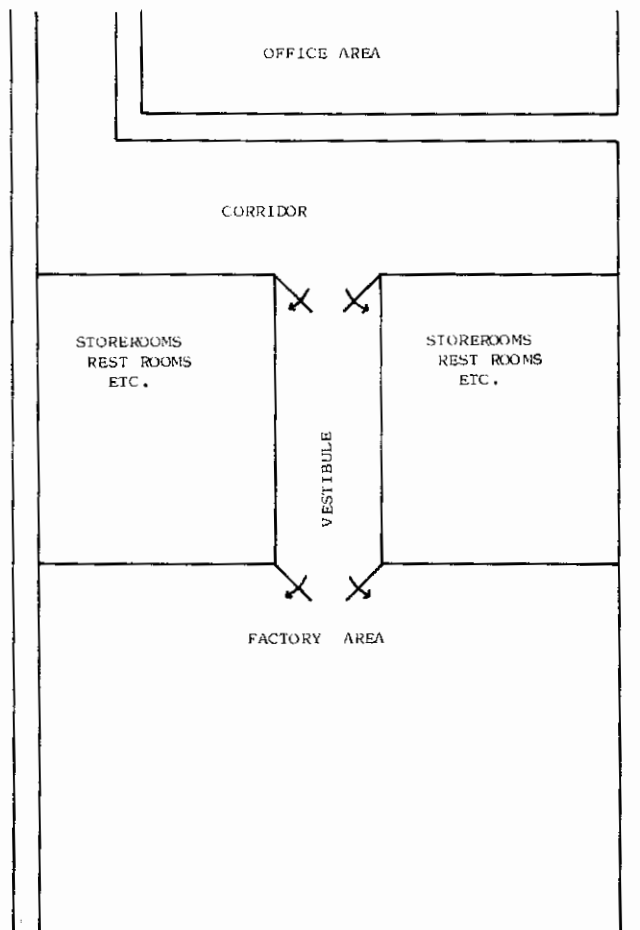 OFFICE AREA
CORRIDOR
STOREROOMS
REST ROOMS
ETC.
STOREROOMS
REST ROOMS
ETC.
VESTIBULE
FACTORY AREA